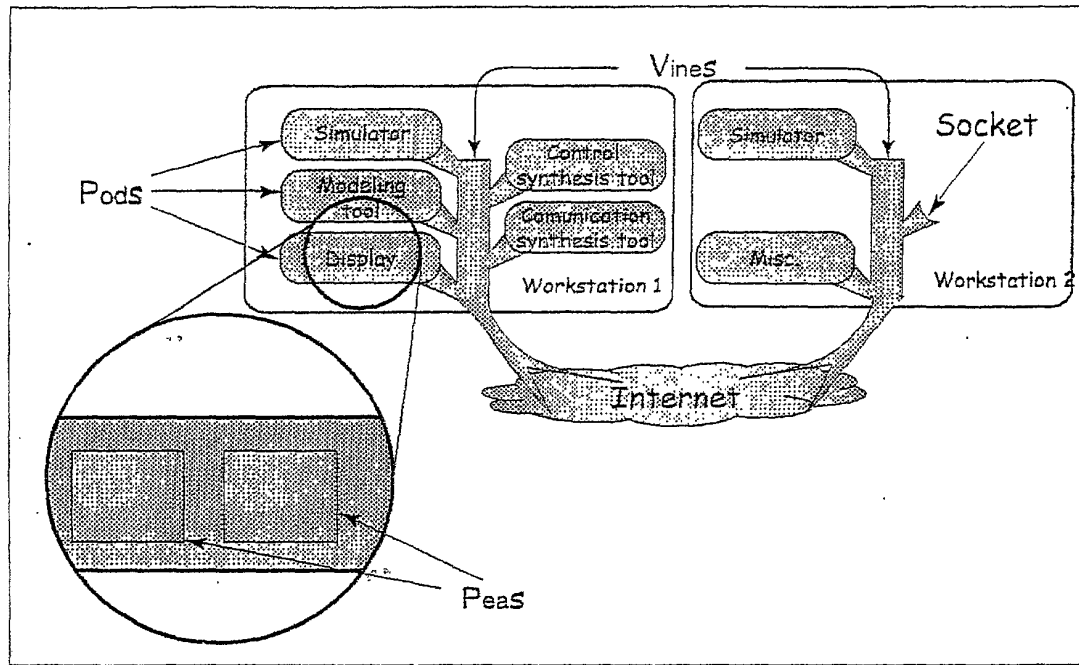 Vines
Simulator
Simulator
Socket
Control
synthesis tool
Pods
Modeling
tool
Comunication
synthesis tool
Display
Misc.
Workstation 1
Workstation 2
Internet
Peas